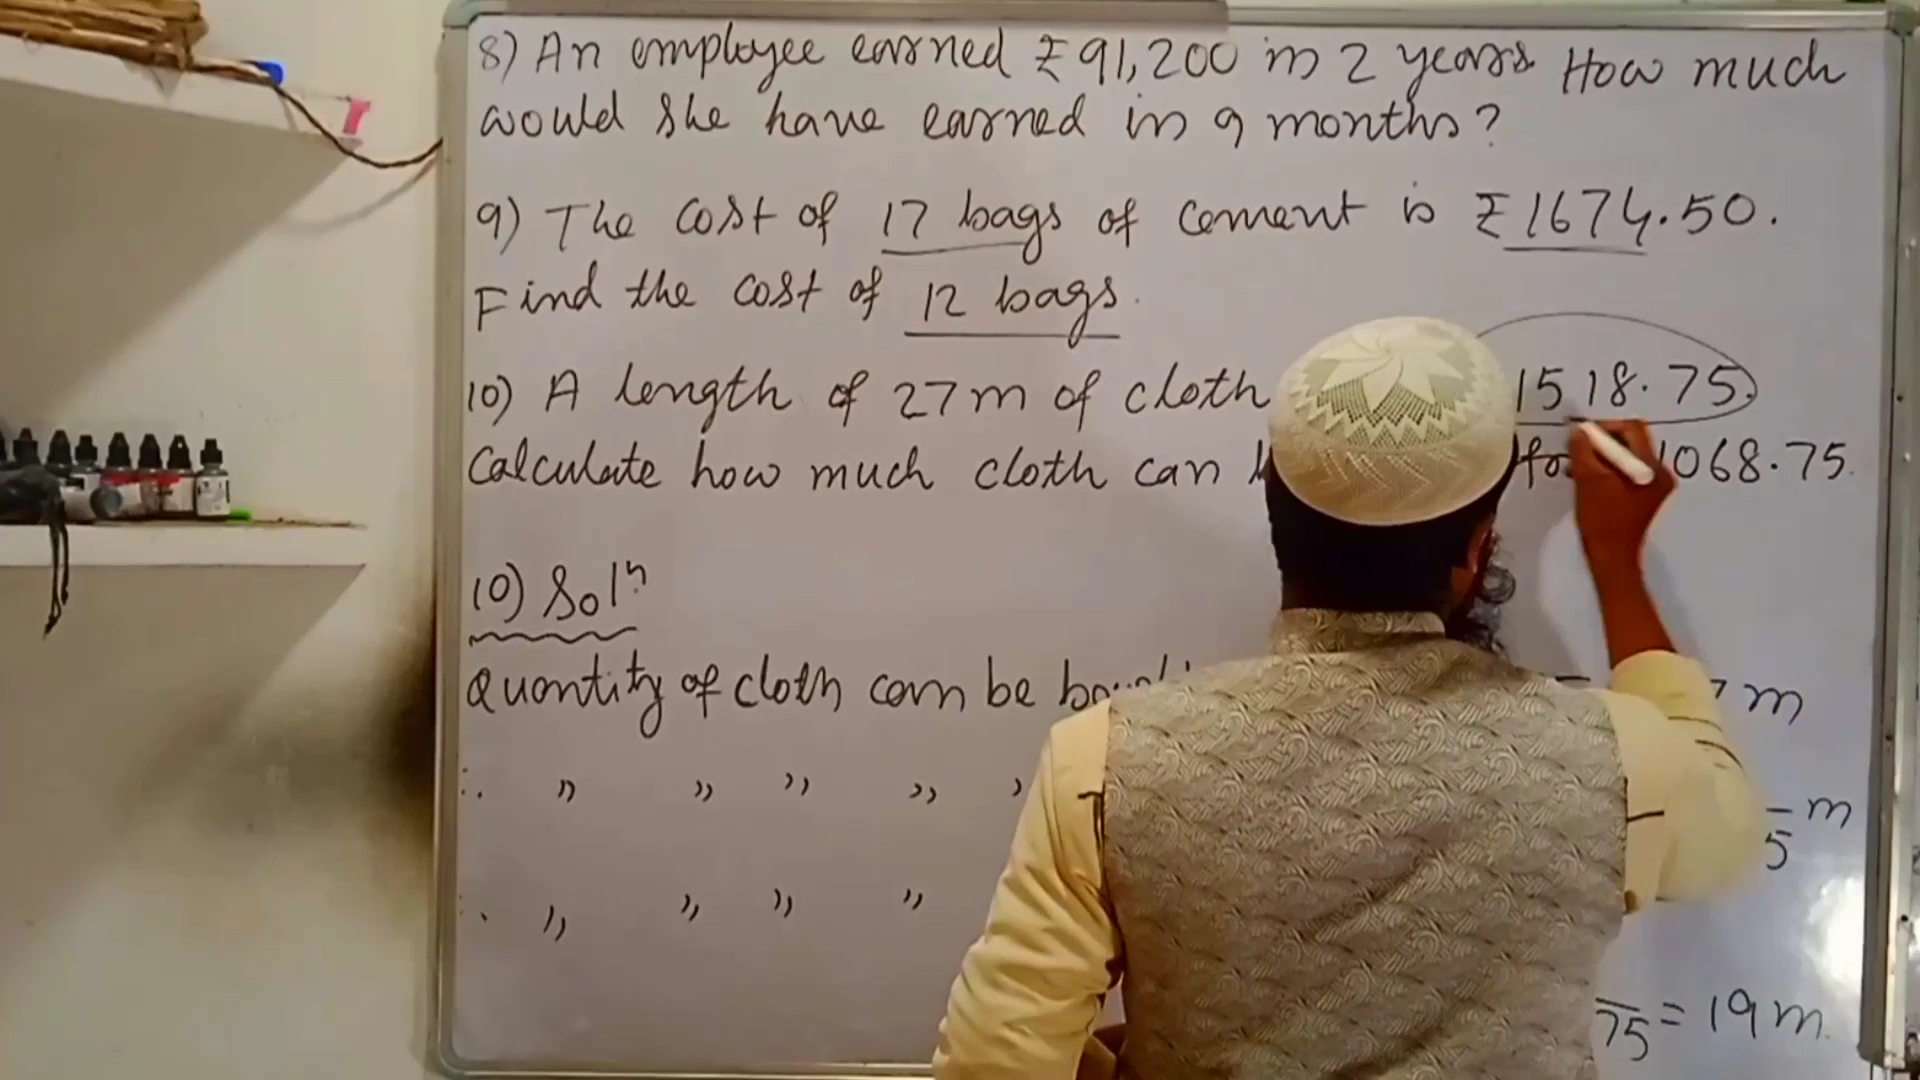 8) An employee earned ₹91,200 in 2 years. How much
would she have earned in 9 months?
9) The cost of 17 bags of cement is ₹1674.50.
Find the cost of 12 bags.
10) A length of 27m of cloth 1518.75.
Calculate how much cloth can for 1068.75.
10) Soln
Quantity of cloth can be m
∴ " " " " "
" " " "
5 m
75 = 19 m.